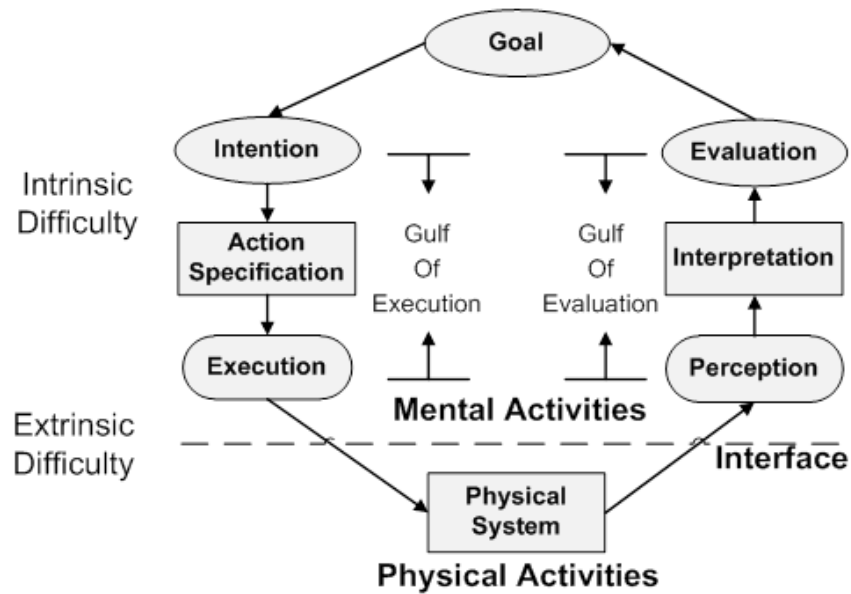 Goal
Intention
Evaluation
Intrinsic
Difficulty
Action
Specification
Gulf
Of
Execution
Gulf
Of
Evaluation
Interpretation
Execution
Perception
Mental Activities
Extrinsic
Difficulty
Interface
Physical
System
Physical Activities